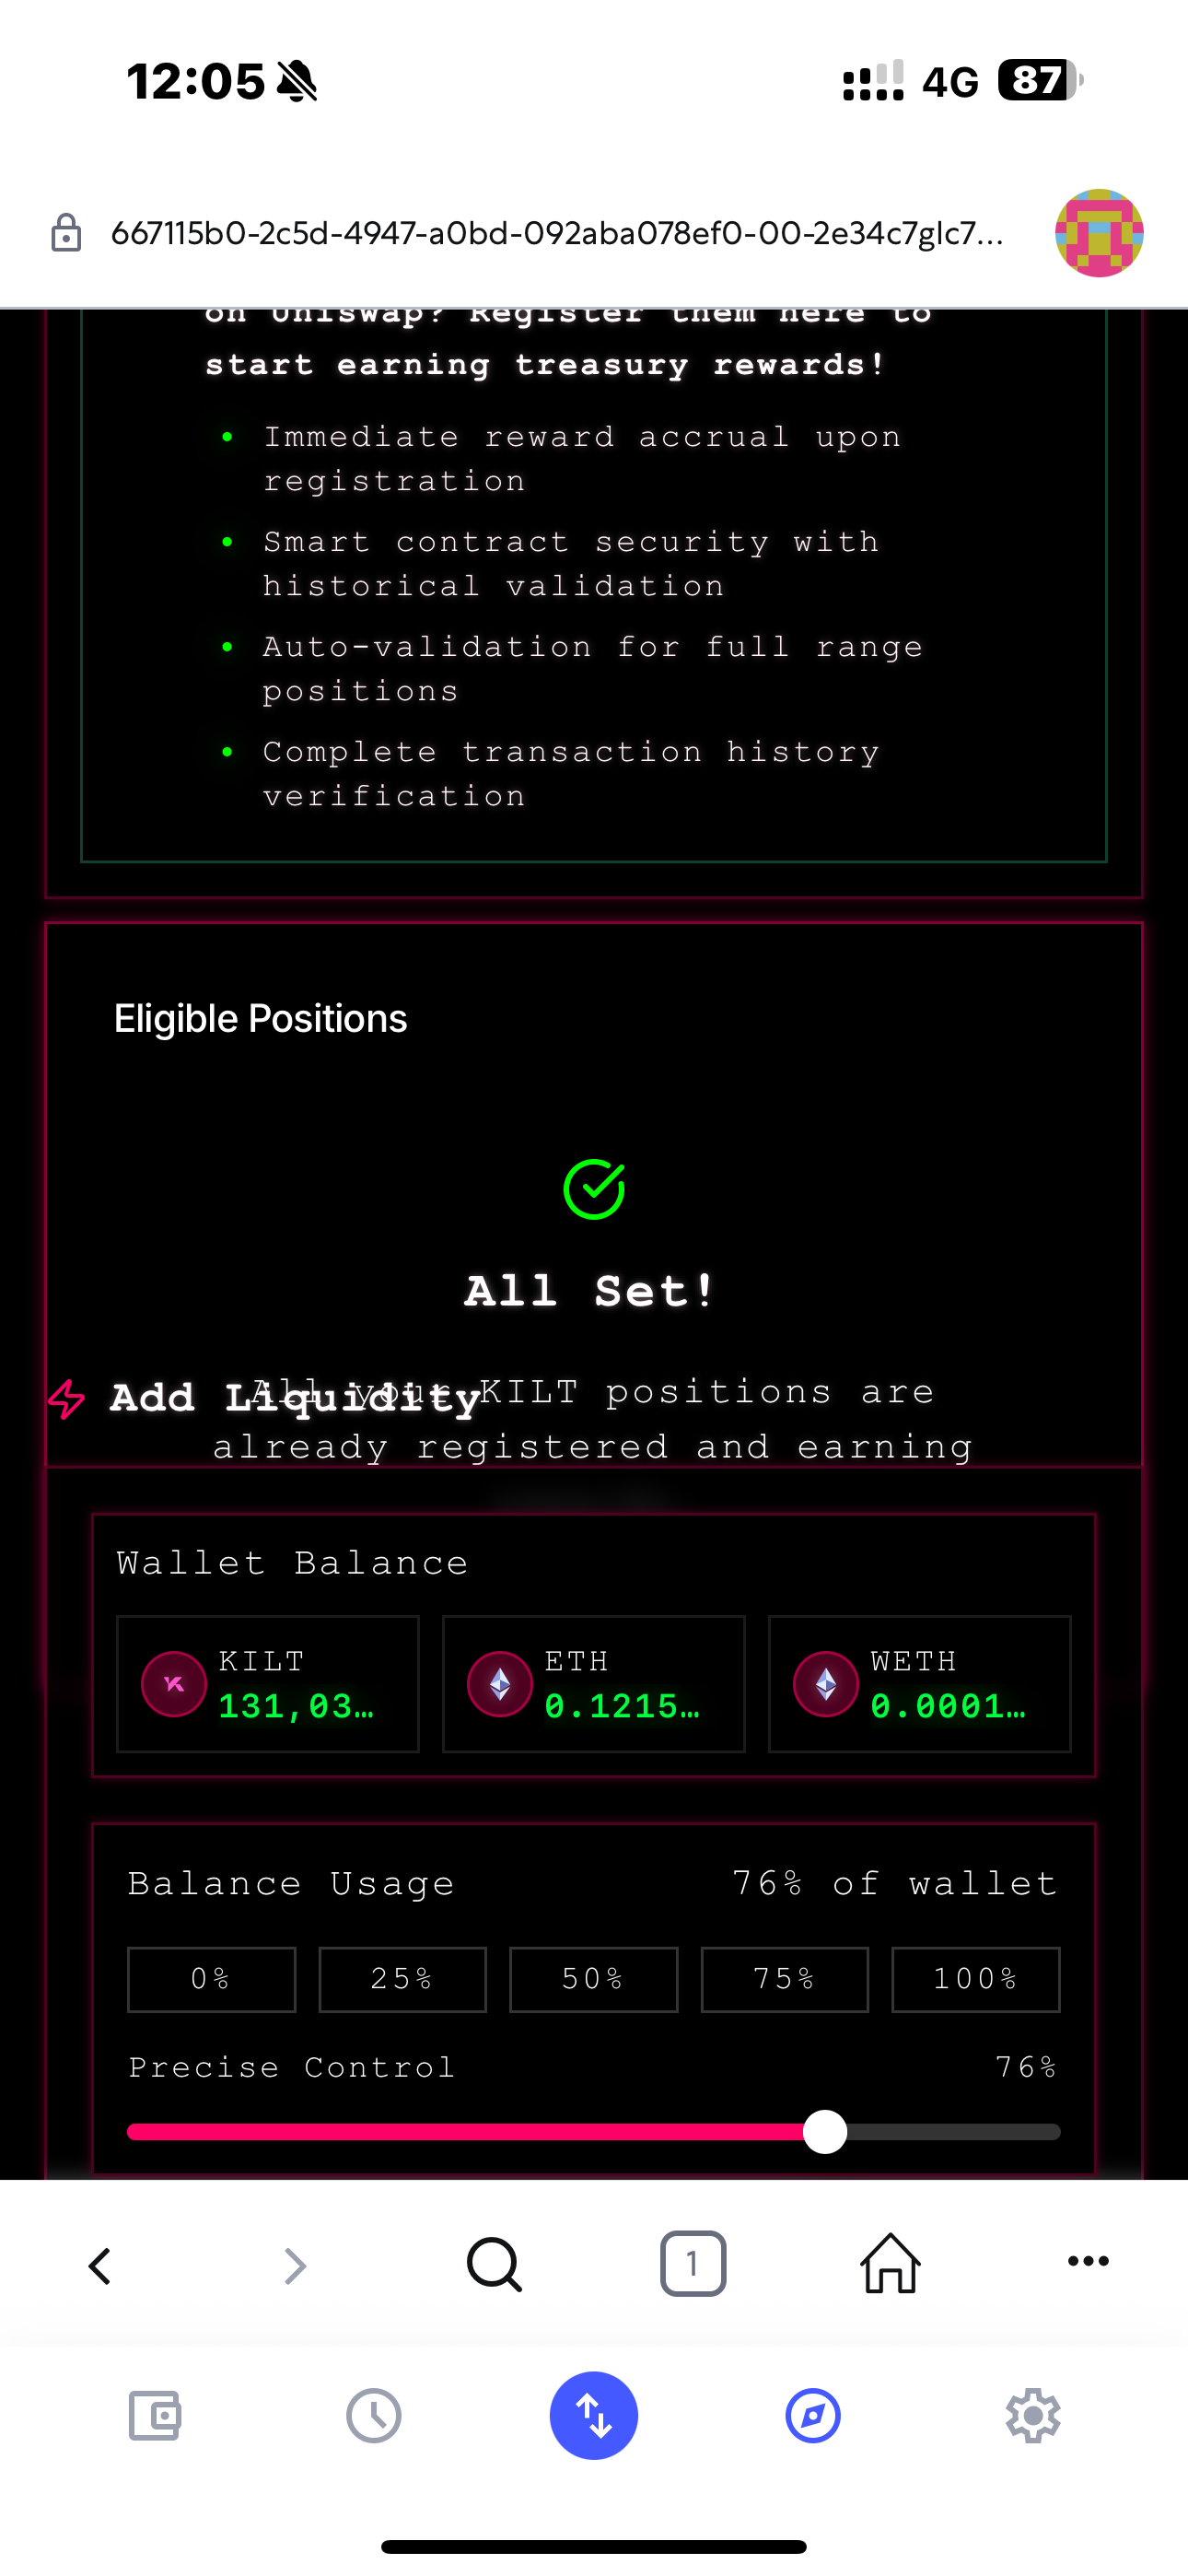 12:05
4G
87
667115b0-2c5d-4947-a0bd-092aba078ef0-00-2e34c7glc7...
on Uniswap? Register them here to
start earning treasury rewards!
• Immediate reward accrual upon
registration
• Smart contract security with
historical validation
• Auto-validation for full range
positions
• Complete transaction history
verification
Eligible Positions
All Set!
All your KILT positions are
already registered and earning
Add Liquidity
Wallet Balance
KILT
131,03…
ETH
0.1215…
WETH
0.0001…
Balance Usage
76% of wallet
0%
25%
50%
75%
100%
Precise Control
76%
1